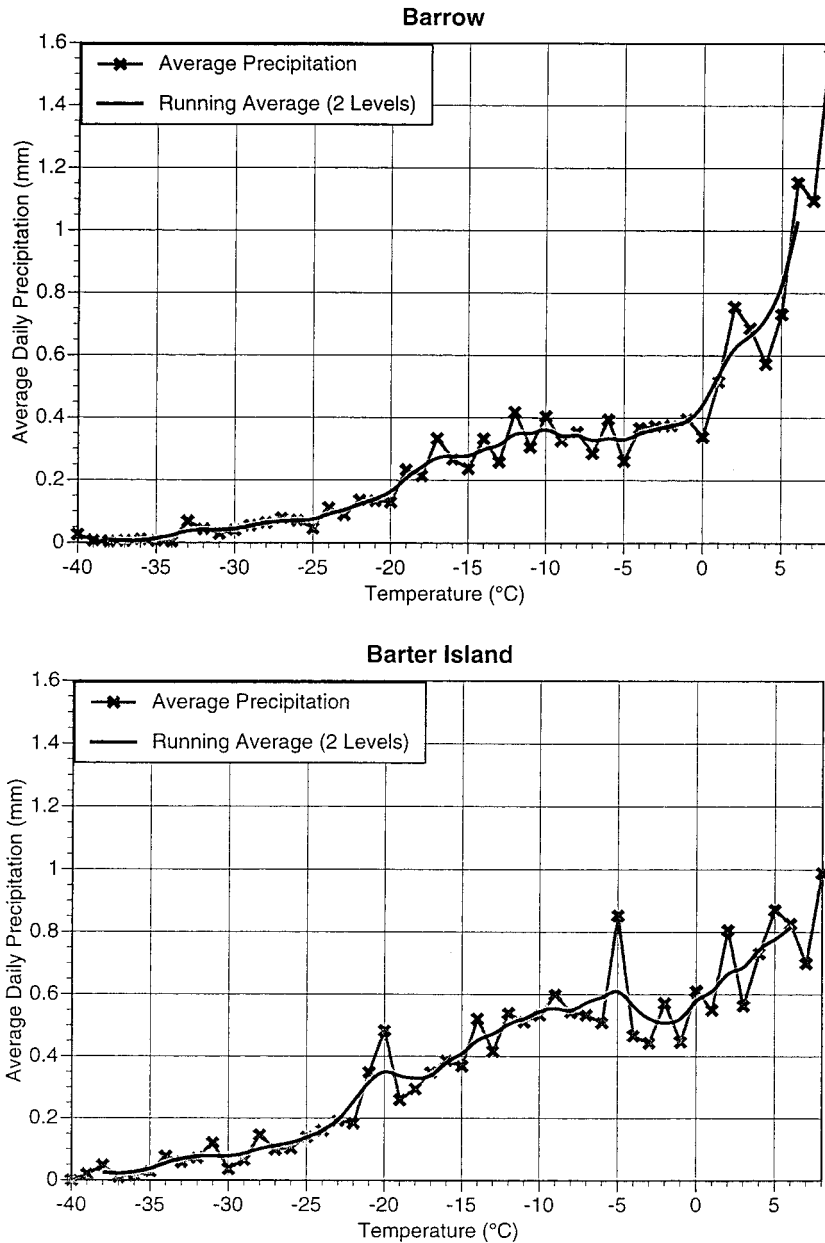 Barrow
Average Precipitation
Running Average (2 Levels)
Average Daily Precipitation (mm)
1.6
1.4
1.2
1
0.8
0.6
0.4
0.2
0
-40 -35 -30 -25 -20 -15 -10 -5 0 5
Temperature (°C)
Barter Island
Average Precipitation
Running Average (2 Levels)
Average Daily Precipitation (mm)
1.6
1.4
1.2
1
0.8
0.6
0.4
0.2
0
-40 -35 -30 -25 -20 -15 -10 -5 0 5
Temperature (°C)